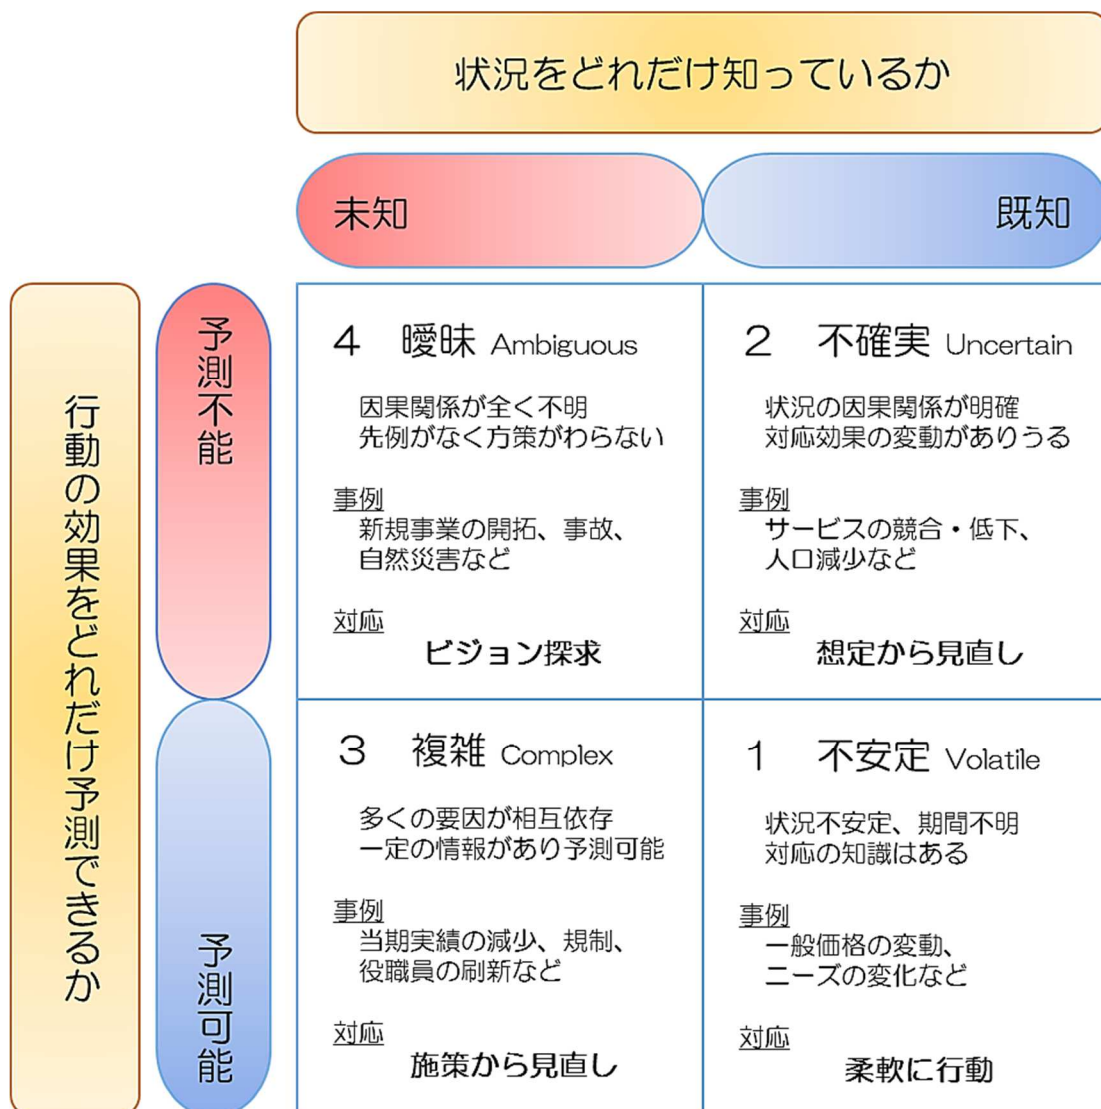 状況をどれだけ知っているか
未知
既知
行動の効果をどれだけ予測できるか
予測不能
予測可能
4 曖昧 Ambiguous
因果関係が全く不明
先例がなく方策がわらない
事例
新規事業の開拓、事故、
自然災害など
対応
ビジョン探求
2 不確実 Uncertain
状況の因果関係が明確
対応効果の変動がありうる
事例
サービスの競合・低下、
人口減少など
対応
想定から見直し
3 複雑 Complex
多くの要因が相互依存
一定の情報があり予測可能
事例
当期実績の減少、規制、
役職員の刷新など
対応
施策から見直し
1 不安定 Volatile
状況不安定、期間不明
対応の知識はある
事例
一般価格の変動、
ニーズの変化など
対応
柔軟に行動